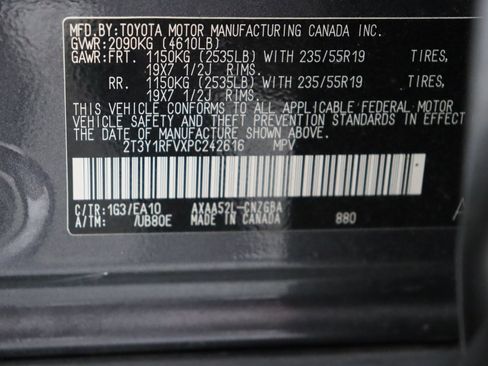 MFD.BY:TOYOTA MOTOR MANUFACTURING CANADA INC.
GVWR:2090KG (4610LB)
GAWR:FRT. 1150KG (2535LB) WITH 235/55R19 TIRES,
19X7 1/2J RIMS.
RR. 1150KG (2535LB) WITH 235/55R19 TIRES,
19X7 1/2J RIMS.
THIS VEHICLE CONFORMS TO ALL APPLICABLE FEDERAL MOTOR
VEHICLE SAFETY AND THEFT PREVENTION STANDARDS IN EFFECT
ON THE DATE OF MANUFACTURE SHOWN ABOVE.
2T3Y1RFVXPC242616 MPV
C/TR:1G3/EA10 AXAA52L-CNZGBA
A/TM: /UB80E MADE IN CANADA 880
A